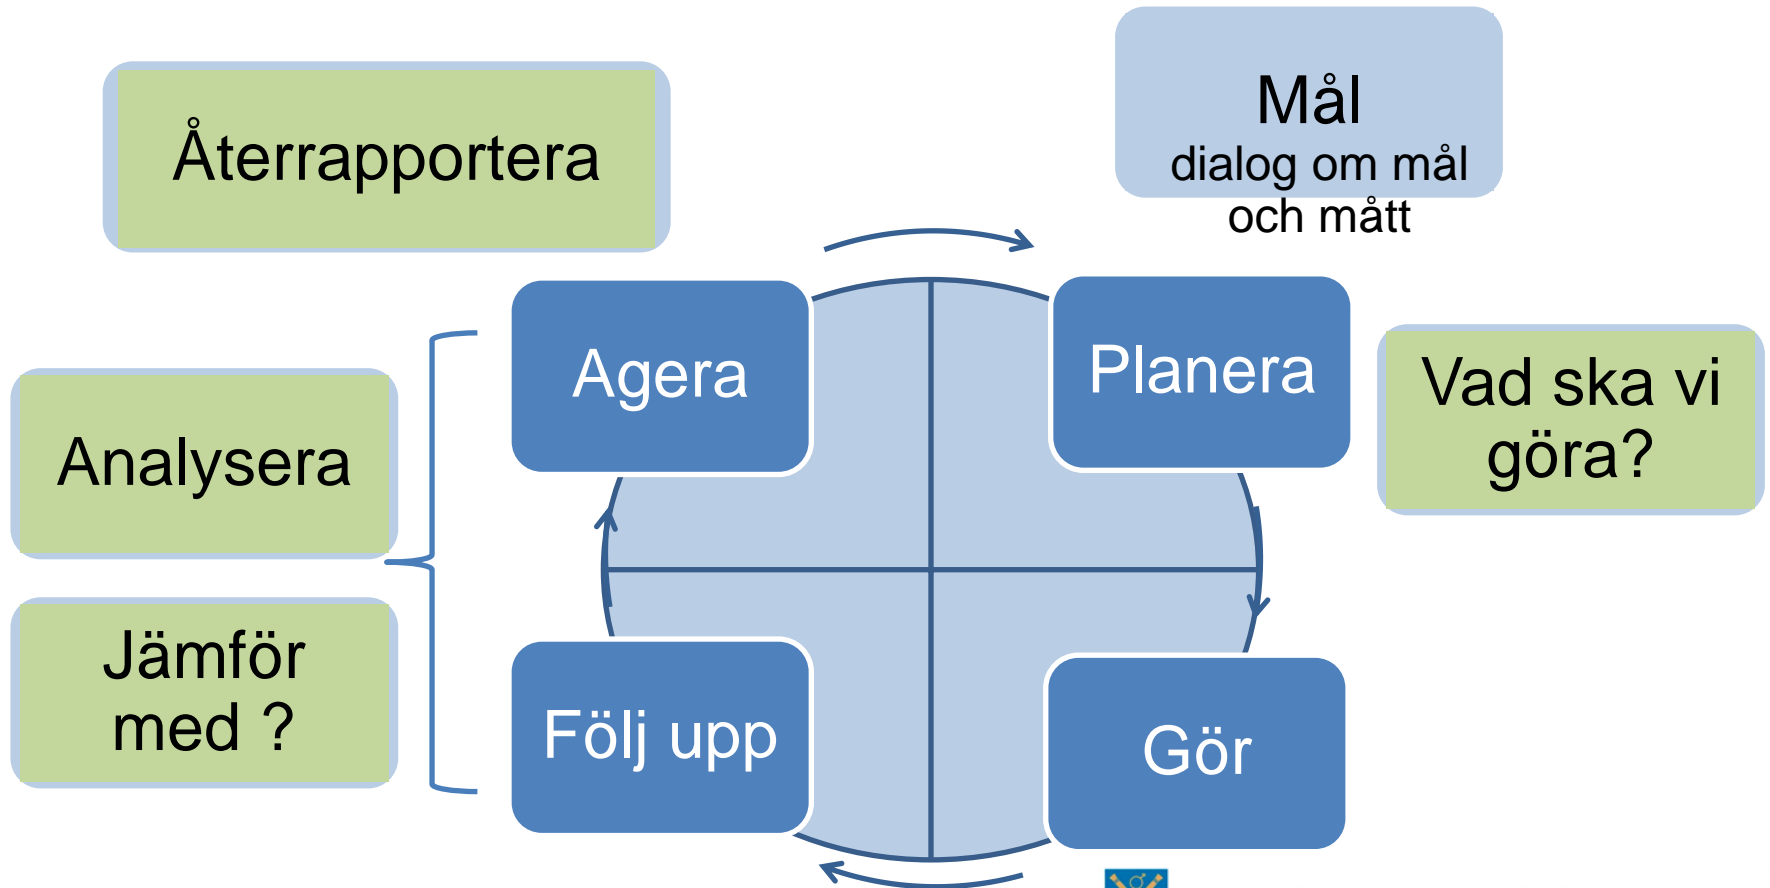 Återrapportera
Mål
dialog om mål
och mått
Agera
Planera
Vad ska vi
göra?
Analysera
Jämför
med ?
Följ upp
Gör